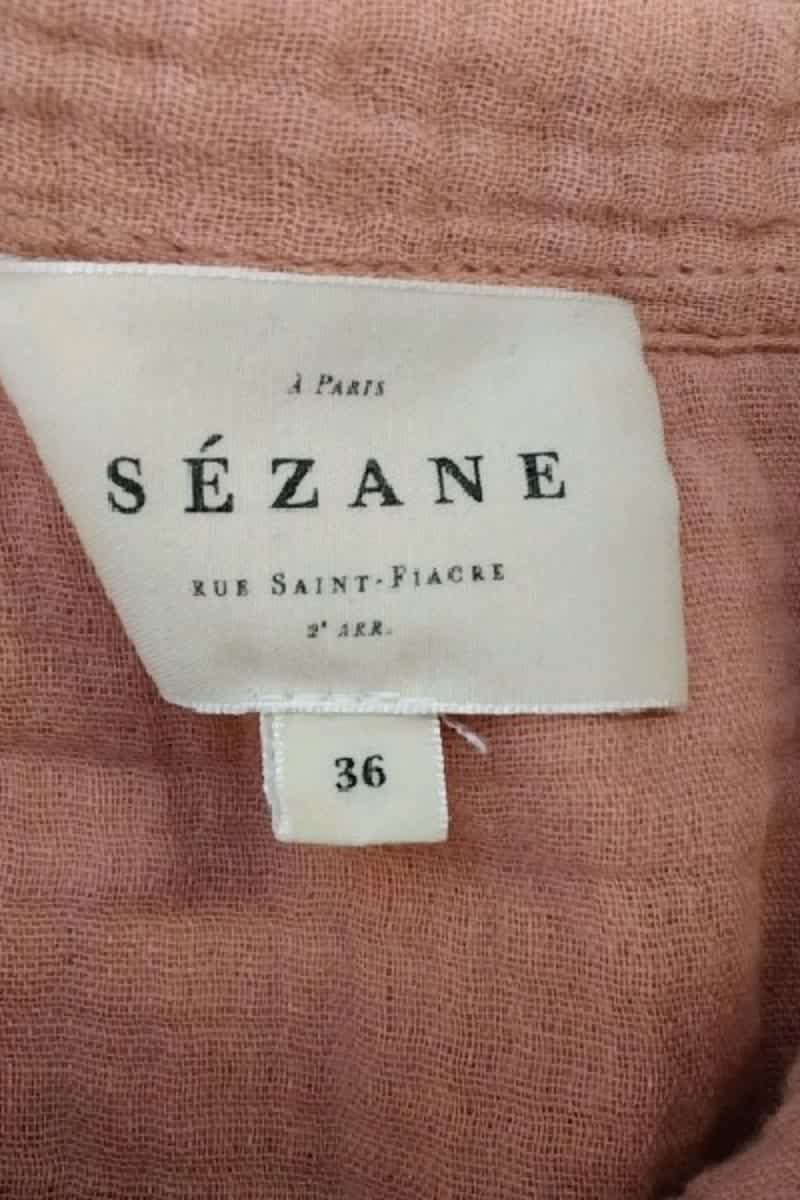 À PARIS
SÉZANE
RUE SAINT-FIACRE
2e ARR.
36